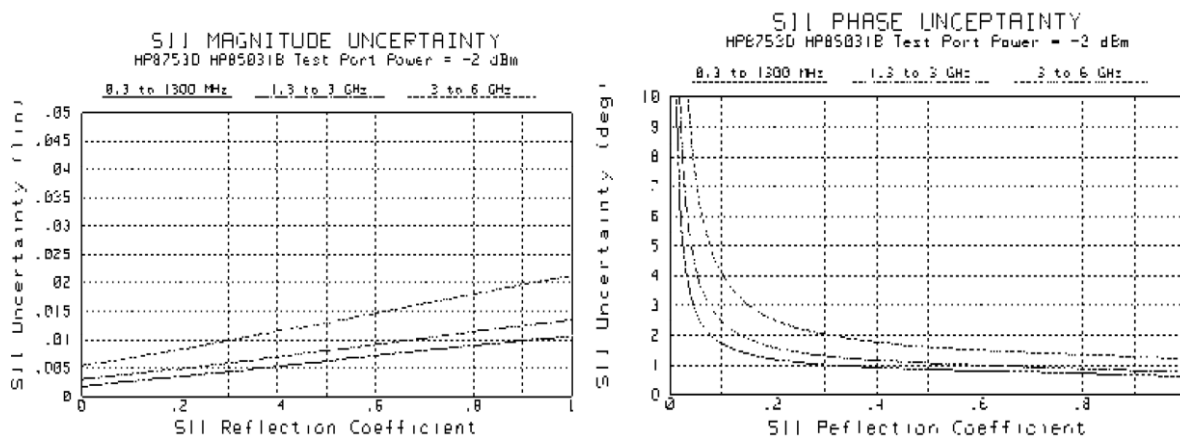 S11 MAGNITUDE UNCERTAINTY
HP8753D HP85031B Test Port Power = -2 dBm
0.3 to 1300 MHz 1.3 to 3 GHz 3 to 6 GHz
S11 Uncertainty (lin)
.05
.045
.04
.035
.03
.025
.02
.015
.01
.005
0
0 .2 .4 .6 .8 1
S11 Reflection Coefficient
S11 PHASE UNCERTAINTY
HP8753D HP85031B Test Port Power = -2 dBm
0.3 to 1300 MHz 1.3 to 3 GHz 3 to 6 GHz
S11 Uncertainty (deg)
10
9
8
7
6
5
4
3
2
1
0
0 .2 .4 .6 .8
S11 Reflection Coefficient